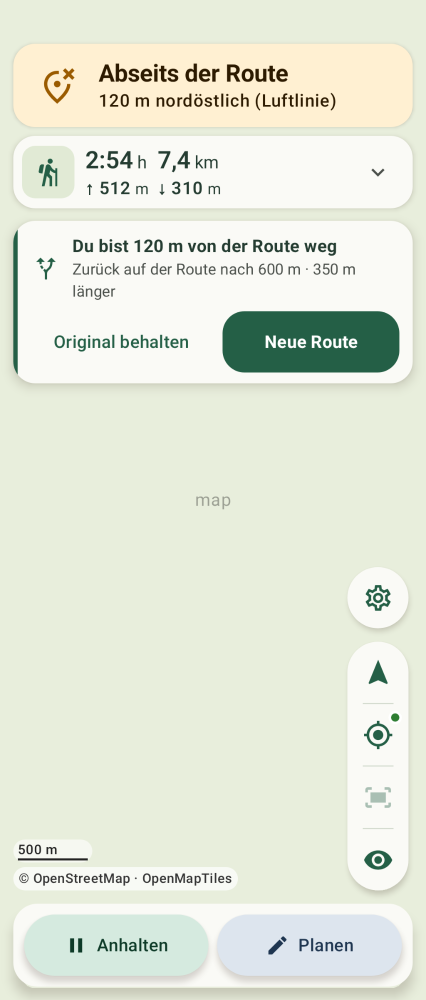 Abseits der Route
120 m nordöstlich (Luftlinie)
2:54 h 7,4 km
↑ 512 m ↓ 310 m
Du bist 120 m von der Route weg
Zurück auf der Route nach 600 m · 350 m
länger
Original behalten
Neue Route
map
500 m
© OpenStreetMap · OpenMapTiles
Anhalten
Planen